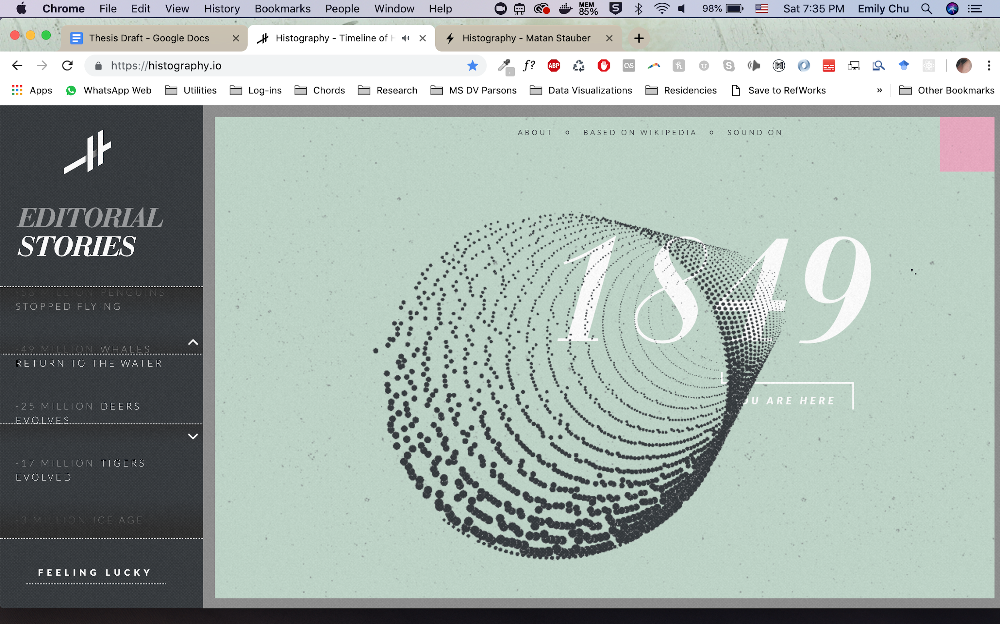 Chrome File Edit View History Bookmarks People Window Help MEM 85% S 98% Sat 7:35 PM Emily Chu
Thesis Draft - Google Docs Histography - Timeline of Histography - Matan Stauber
https://histography.io f? ABP CS h U S M
Apps WhatsApp Web Utilities Log-ins Chords Research MS DV Parsons Data Visualizations Residencies Save to RefWorks » Other Bookmarks
ABOUT BASED ON WIKIPEDIA SOUND ON
EDITORIAL
STORIES
-53 MILLION PENGUINS
STOPPED FLYING
-49 MILLION WHALES
RETURN TO THE WATER
-25 MILLION DEERS
EVOLVES
-17 MILLION TIGERS
EVOLVED
-3 MILLION ICE AGE
FEELING LUCKY
1849
OU ARE HERE